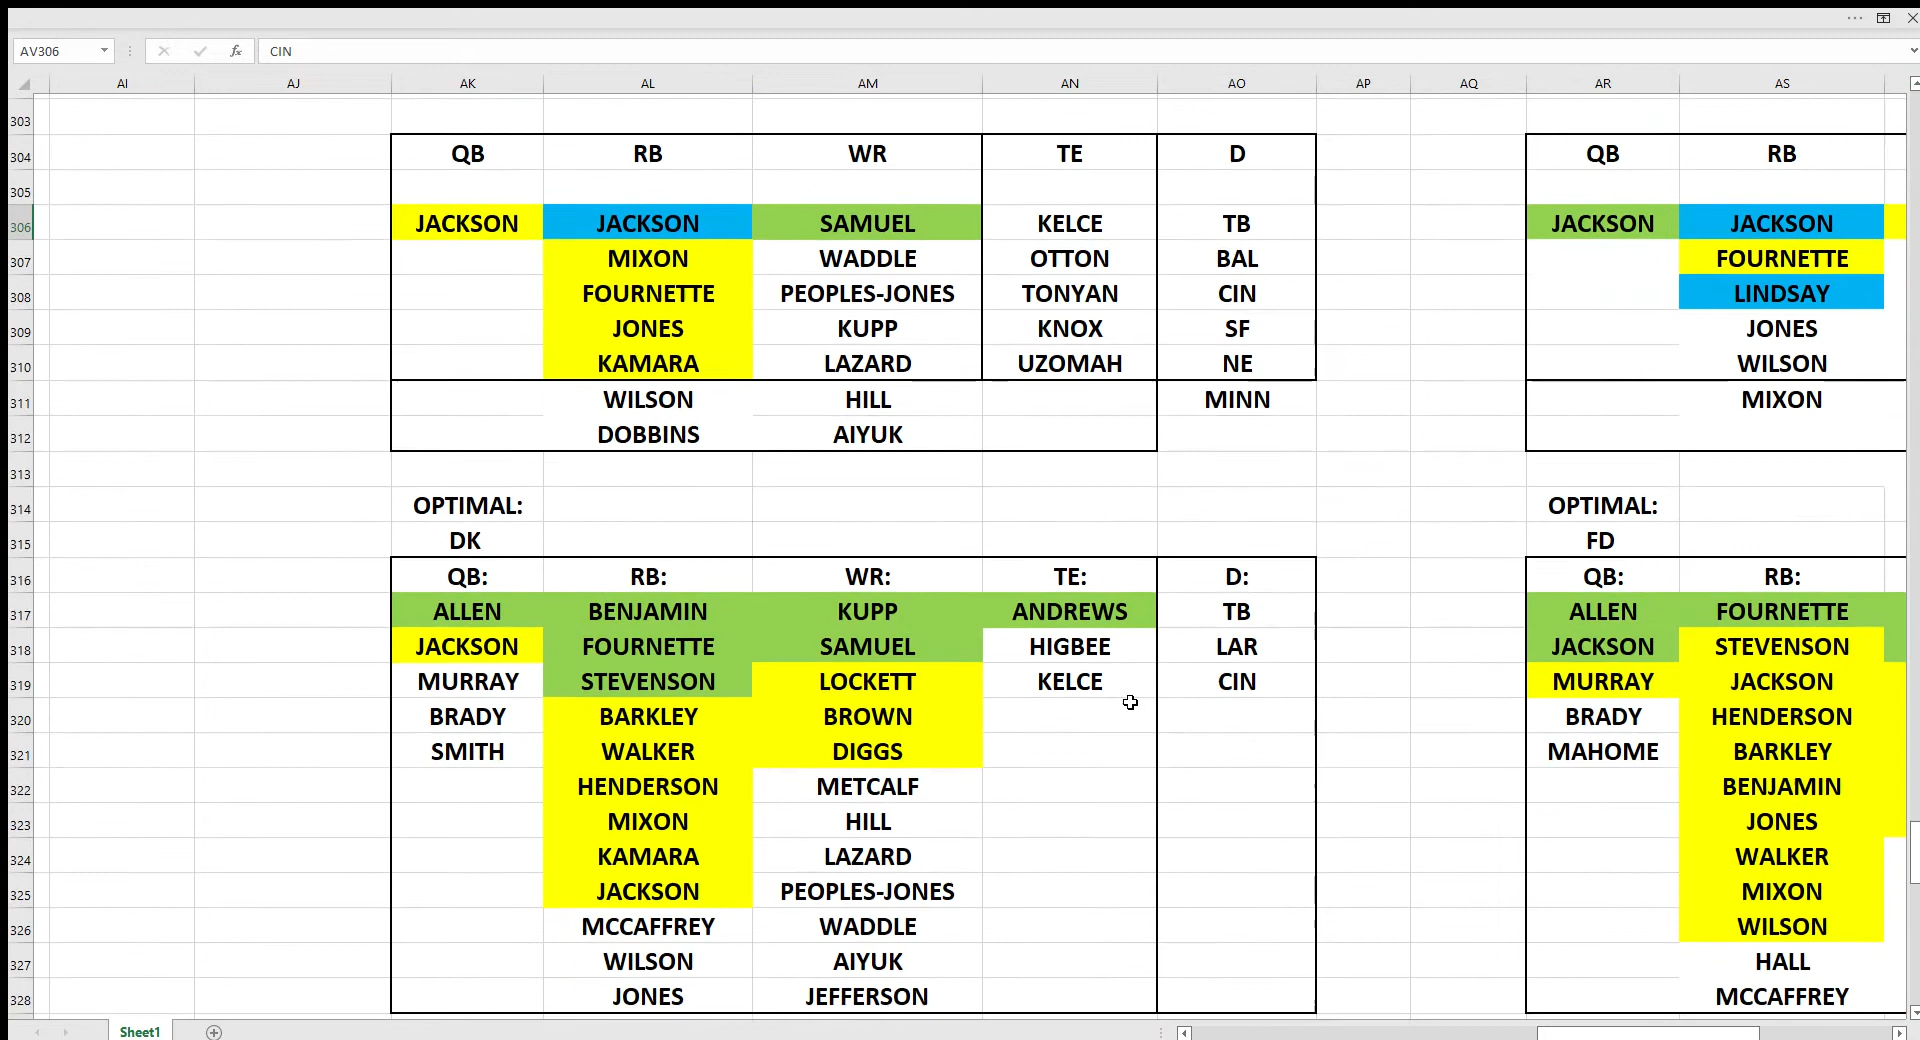 AV306 fx CIN
AI AJ AK AL AM AN AO AP AQ AR AS
303
304 QB RB WR TE D QB RB
305
306 JACKSON JACKSON SAMUEL KELCE TB JACKSON JACKSON
307 MIXON WADDLE OTTON BAL FOURNETTE
308 FOURNETTE PEOPLES-JONES TONYAN CIN LINDSAY
309 JONES KUPP KNOX SF JONES
310 KAMARA LAZARD UZOMAH NE WILSON
311 WILSON HILL MINN MIXON
312 DOBBINS AIYUK
313
314 OPTIMAL: OPTIMAL:
315 DK FD
316 QB: RB: WR: TE: D: QB: RB:
317 ALLEN BENJAMIN KUPP ANDREWS TB ALLEN FOURNETTE
318 JACKSON FOURNETTE SAMUEL HIGBEE LAR JACKSON STEVENSON
319 MURRAY STEVENSON LOCKETT KELCE CIN MURRAY JACKSON
320 BRADY BARKLEY BROWN BRADY HENDERSON
321 SMITH WALKER DIGGS MAHOME BARKLEY
322 HENDERSON METCALF BENJAMIN
323 MIXON HILL JONES
324 KAMARA LAZARD WALKER
325 JACKSON PEOPLES-JONES MIXON
326 MCCAFFREY WADDLE WILSON
327 WILSON AIYUK HALL
328 JONES JEFFERSON MCCAFFREY
Sheet1